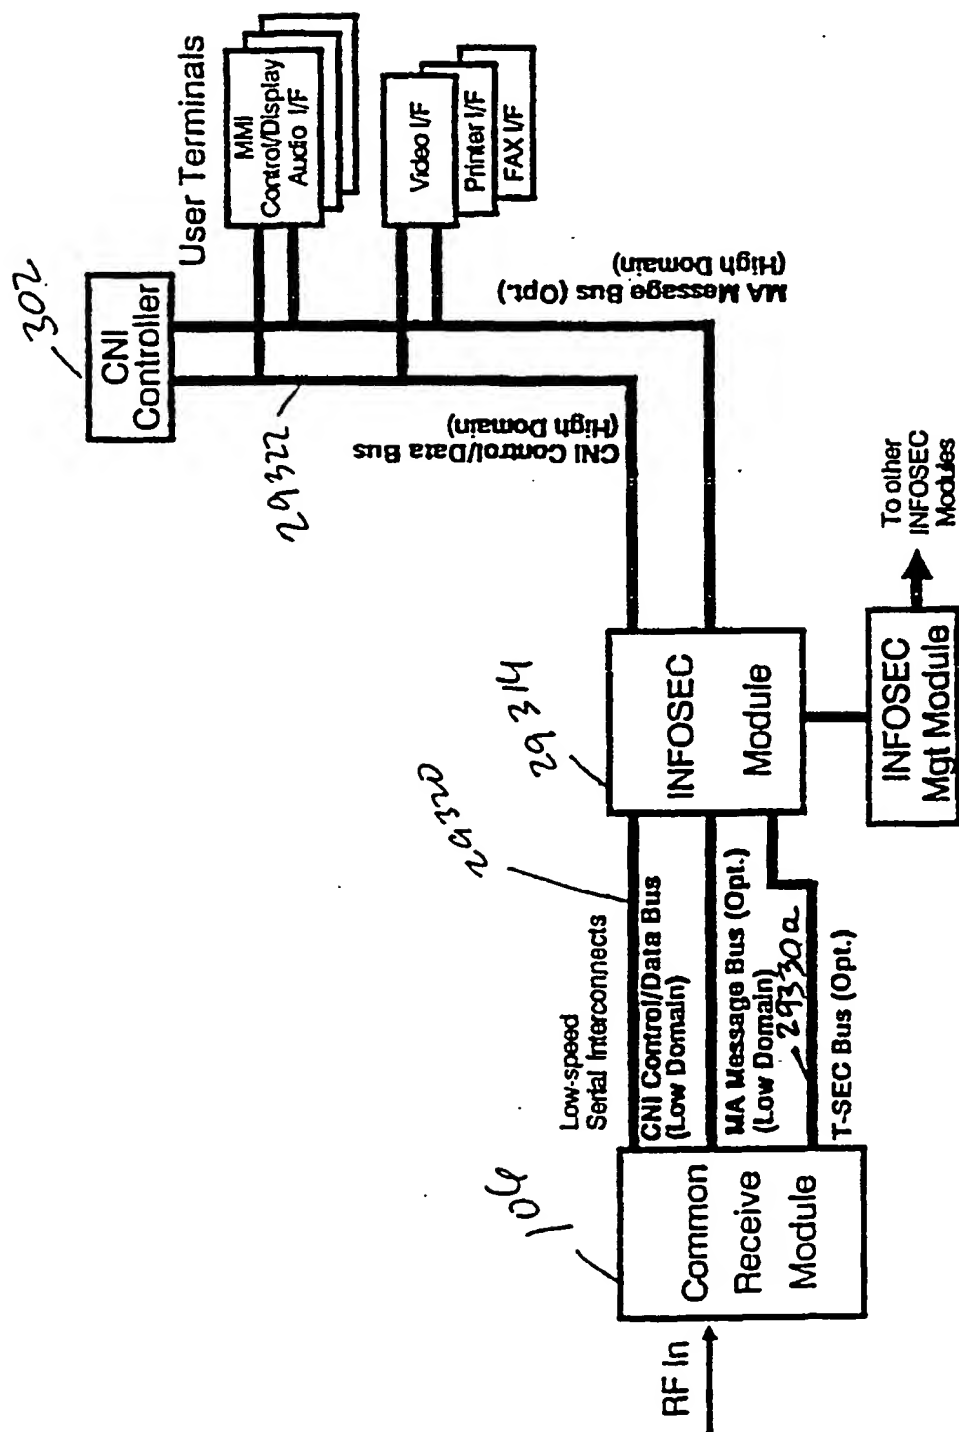 RF In
106
Common
Receive
Module
Low-speed
Serial Interconnects
CNI Control/Data Bus
(Low Domain)
MA Message Bus (Opt.)
(Low Domain)
29330a
T-SEC Bus (Opt.)
29320
29314
INFOSEC
Module
INFOSEC
Mgt Module
To other
INFOSEC
Modules
CNI Control/Data Bus
(High Domain)
MA Message Bus (Opt.)
(High Domain)
29322
302
CNI
Controller
User Terminals
MMI
Control/Display
Audio I/F
Video I/F
Printer I/F
FAX I/F